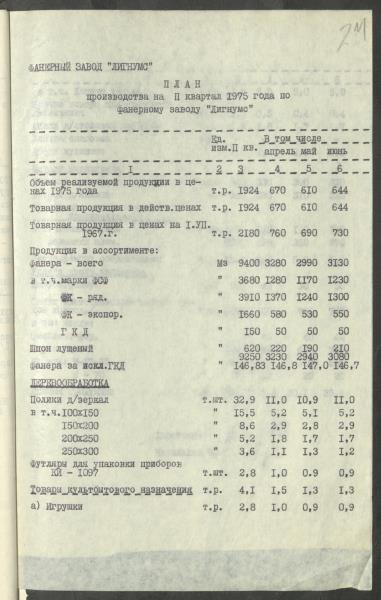 2М
ФАНЕРНЫЙ ЗАВОД "ЛИГНУМС"
П Л А Н
производства на II квартал 1975 года по
фанерному заводу "Лигнумс"
Ед. изм. II кв. В том числе
апрель май июнь
1 2 3 4 5 6
Объем реализуемой продукции в це-
нах 1975 года т.р. 1924 670 610 644
Товарная продукция в действ.ценах т.р. 1924 670 610 644
Товарная продукция в ценах на I.УП.
1967.г. т.р. 2180 760 690 730
Продукция в ассортименте:
Фанера - всего М3 9400 3280 2990 3130
в т.ч.марки ФСФ " 3680 1280 1170 1230
ФК - ряд. " 3910 1370 1240 1300
ФК - экспор. " 1660 580 530 550
Г К Д " 150 50 50 50
Шпон лущеный " 620 220 190 210
9250 3230 2940 3080
Фанера за искл.ГКД " 146,83 146,8 147,0 146,7
ДЕРЕВООБРАБОТКА
Полики д/зеркал т.шт. 32,9 11,0 10,9 11,0
в т.ч.100х150 " 15,5 5,2 5,1 5,2
150х200 " 8,6 2,9 2,8 2,9
200х250 " 5,2 1,8 1,7 1,7
250х300 " 3,6 1,1 1,3 1,2
Футляры для упаковки приборов
КИ - 1097 т.шт. 2,8 1,0 0.9 0,9
Товары культбытового назначения т.р. 4,1 1,5 1,3 1,3
а) Игрушки т.р. 2,8 1,0 0,9 0,9